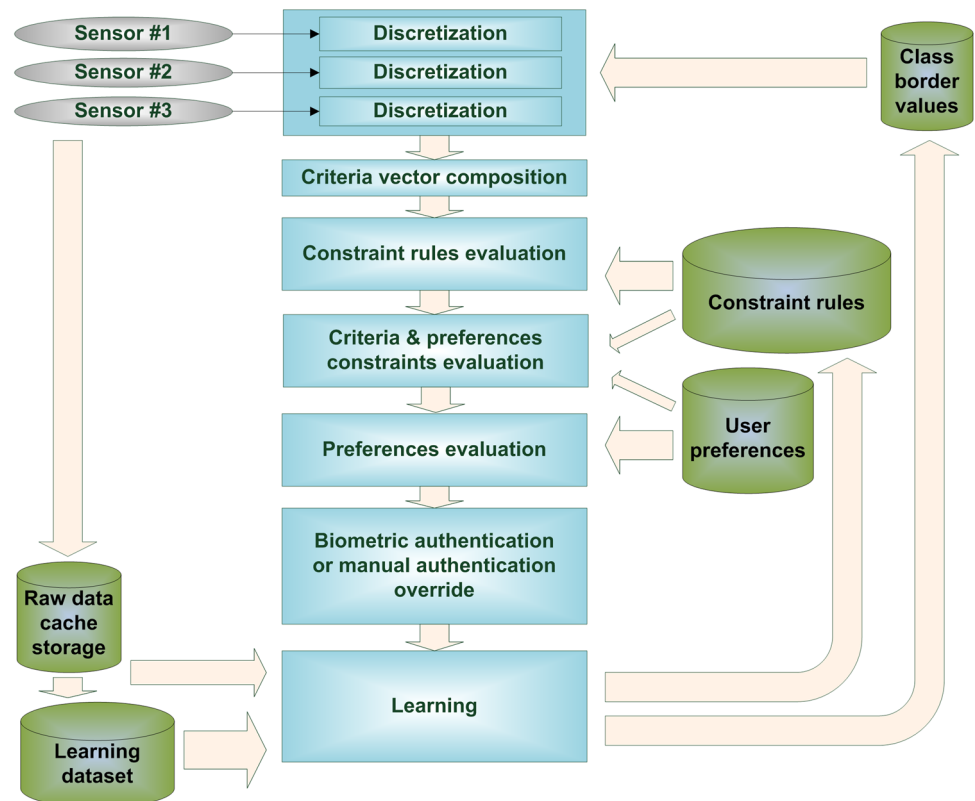 Sensor #1
Discretization
Sensor #2
Discretization
Sensor #3
Discretization
Class
border
values
Criteria vector composition
Constraint rules evaluation
Constraint rules
Criteria & preferences
constraints evaluation
User
preferences
Preferences evaluation
Biometric authentication
or manual authentication
override
Raw data
cache
storage
Learning
Learning
dataset